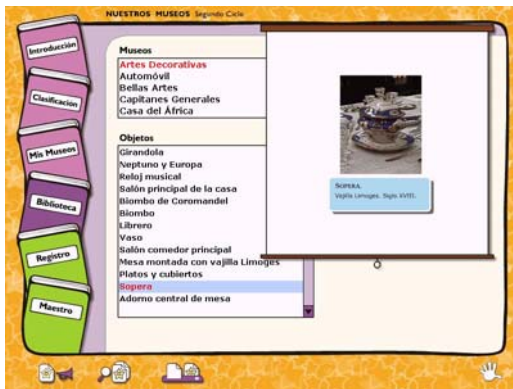 NUESTROS MUSEOS Segundo Ciclo
Introducción
Clasificación
Mis Museos
Biblioteca
Registro
Maestro
Museos
Artes Decorativas
Automóvil
Bellas Artes
Capitanes Generales
Casa del África
Objetos
Girandola
Neptuno y Europa
Reloj musical
Salón principal de la casa
Biombo de Coromandel
Biombo
Librero
Vaso
Salón comedor principal
Mesa montada con vajilla Limoges
Platos y cubiertos
Sopera
Adorno central de mesa
SOPERA.
Vajilla Limoges. Siglo XVIII.